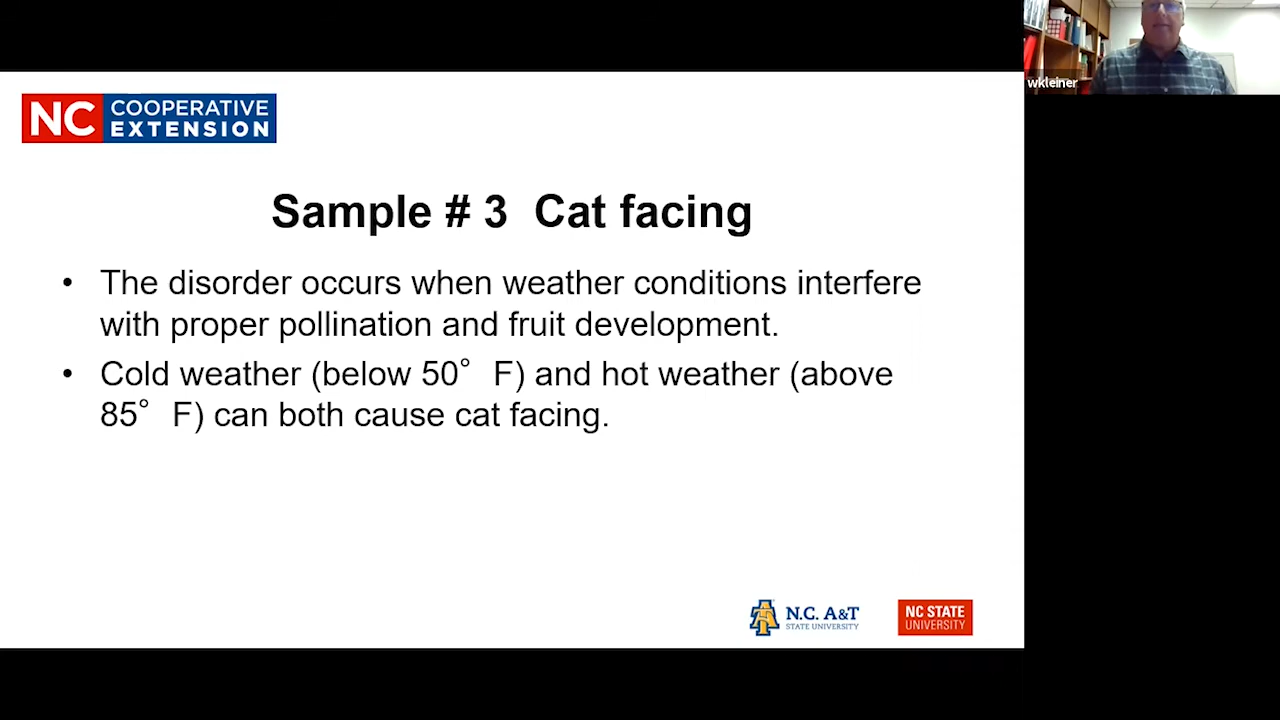 wkleiner
NC COOPERATIVE
EXTENSION
Sample # 3 Cat facing
• The disorder occurs when weather conditions interfere
with proper pollination and fruit development.
• Cold weather (below 50° F) and hot weather (above
85° F) can both cause cat facing.
N.C. A&T
STATE UNIVERSITY
NC STATE
UNIVERSITY